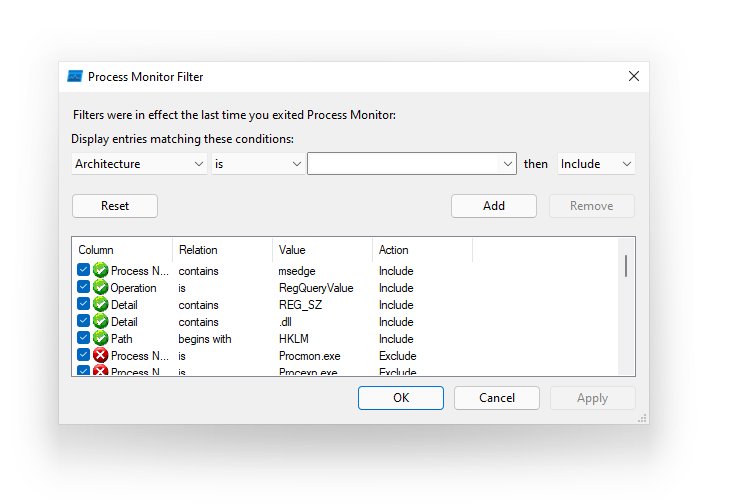 Process Monitor Filter
Filters were in effect the last time you exited Process Monitor:
Display entries matching these conditions:
Architecture is then Include
Reset Add Remove
Column Relation Value Action
Process N... contains msedge Include
Operation is RegQueryValue Include
Detail contains REG_SZ Include
Detail contains .dll Include
Path begins with HKLM Include
Process N... is Procmon.exe Exclude
Process N... is Procexp.exe Exclude
OK Cancel Apply